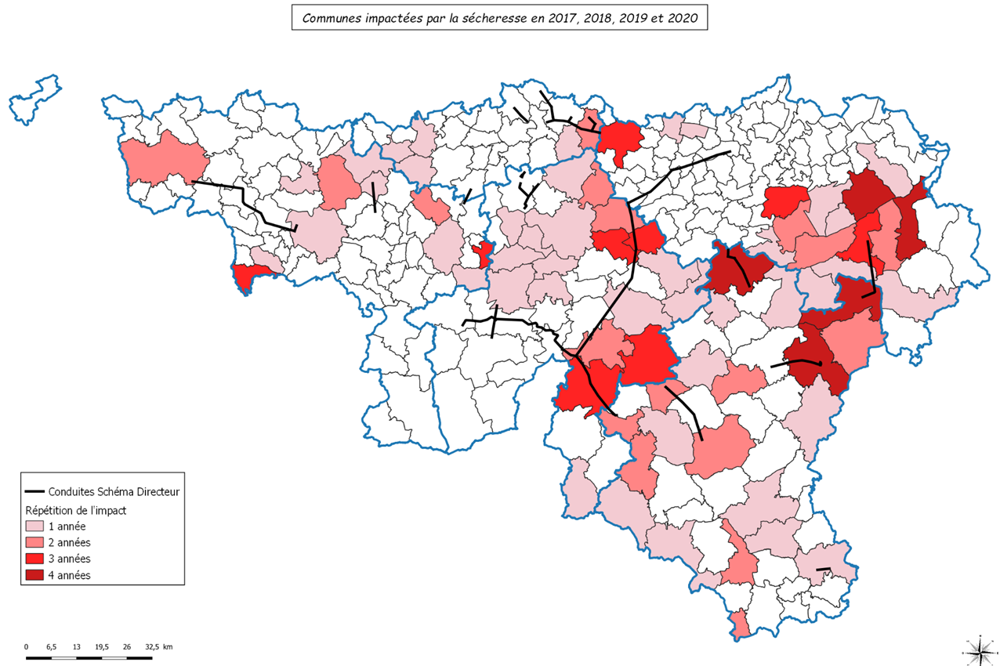 Communes impactées par la sécheresse en 2017, 2018, 2019 et 2020
Conduites Schéma Directeur
Répétition de l'impact
1 année
2 années
3 années
4 années
0 6,5 13 19,5 26 32,5 km